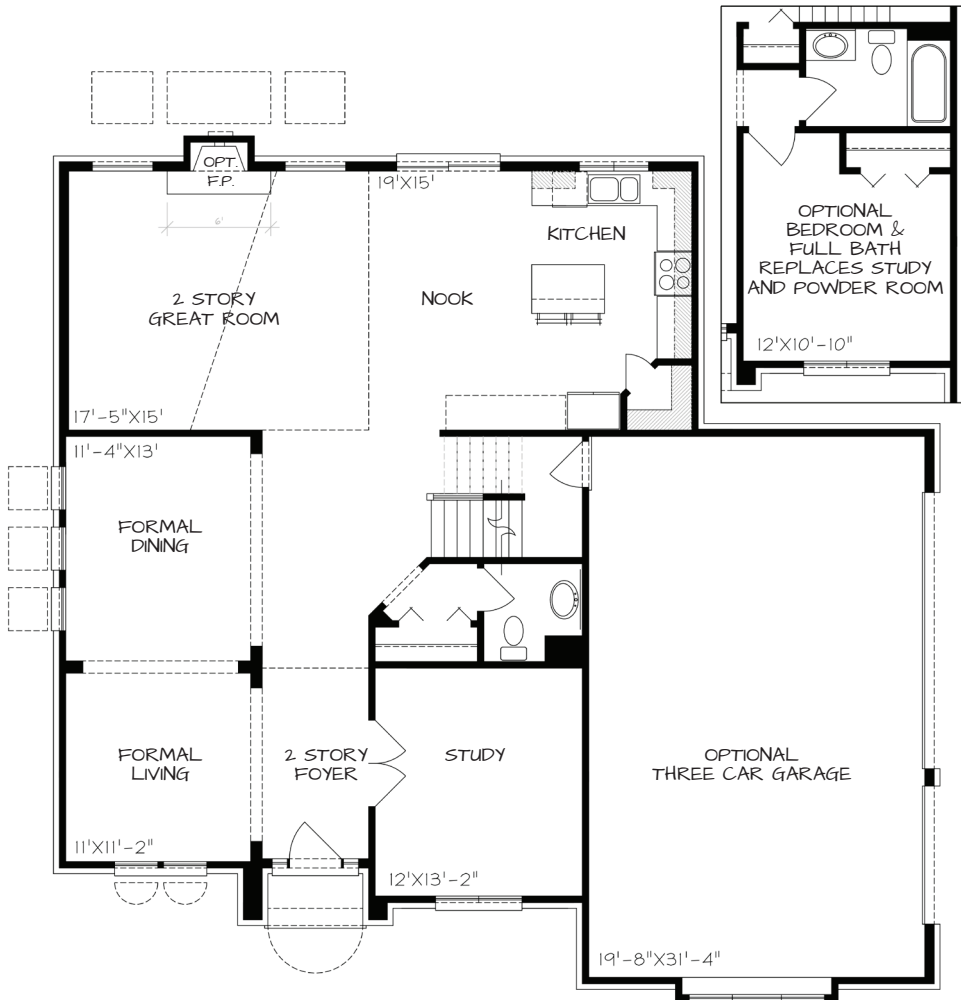 OPT.
F.P.
6'
19'X15'
KITCHEN
NOOK
2 STORY
GREAT ROOM
17'-5"X15'
OPTIONAL
BEDROOM &
FULL BATH
REPLACES STUDY
AND POWDER ROOM
12'X10'-10"
11'-4"X13'
FORMAL
DINING
FORMAL
LIVING
11'X11'-2"
2 STORY
FOYER
STUDY
12'X13'-2"
OPTIONAL
THREE CAR GARAGE
19'-8"X31'-4"